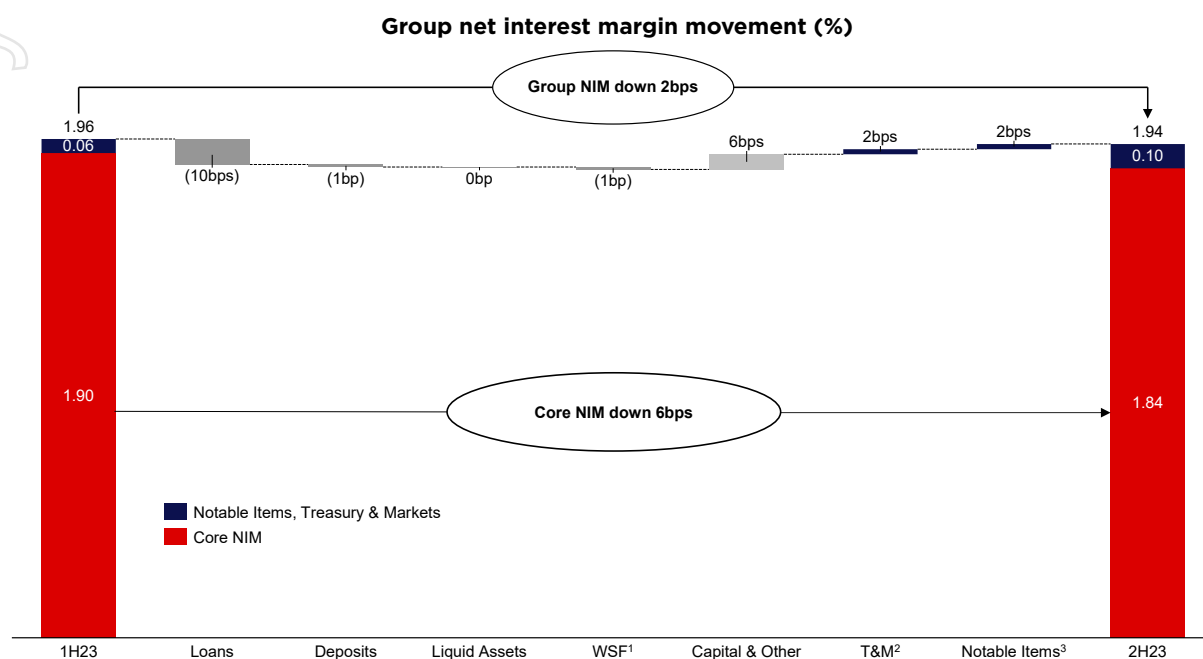 Group net interest margin movement (%)
Group NIM down 2bps
1.96
0.06
(10bps)
(1bp)
0bp
(1bp)
6bps
2bps
2bps
1.94
0.10
1.90
Core NIM down 6bps
1.84
Notable Items, Treasury & Markets
Core NIM
1H23
Loans
Deposits
Liquid Assets
WSF¹
Capital & Other
T&M²
Notable Items³
2H23